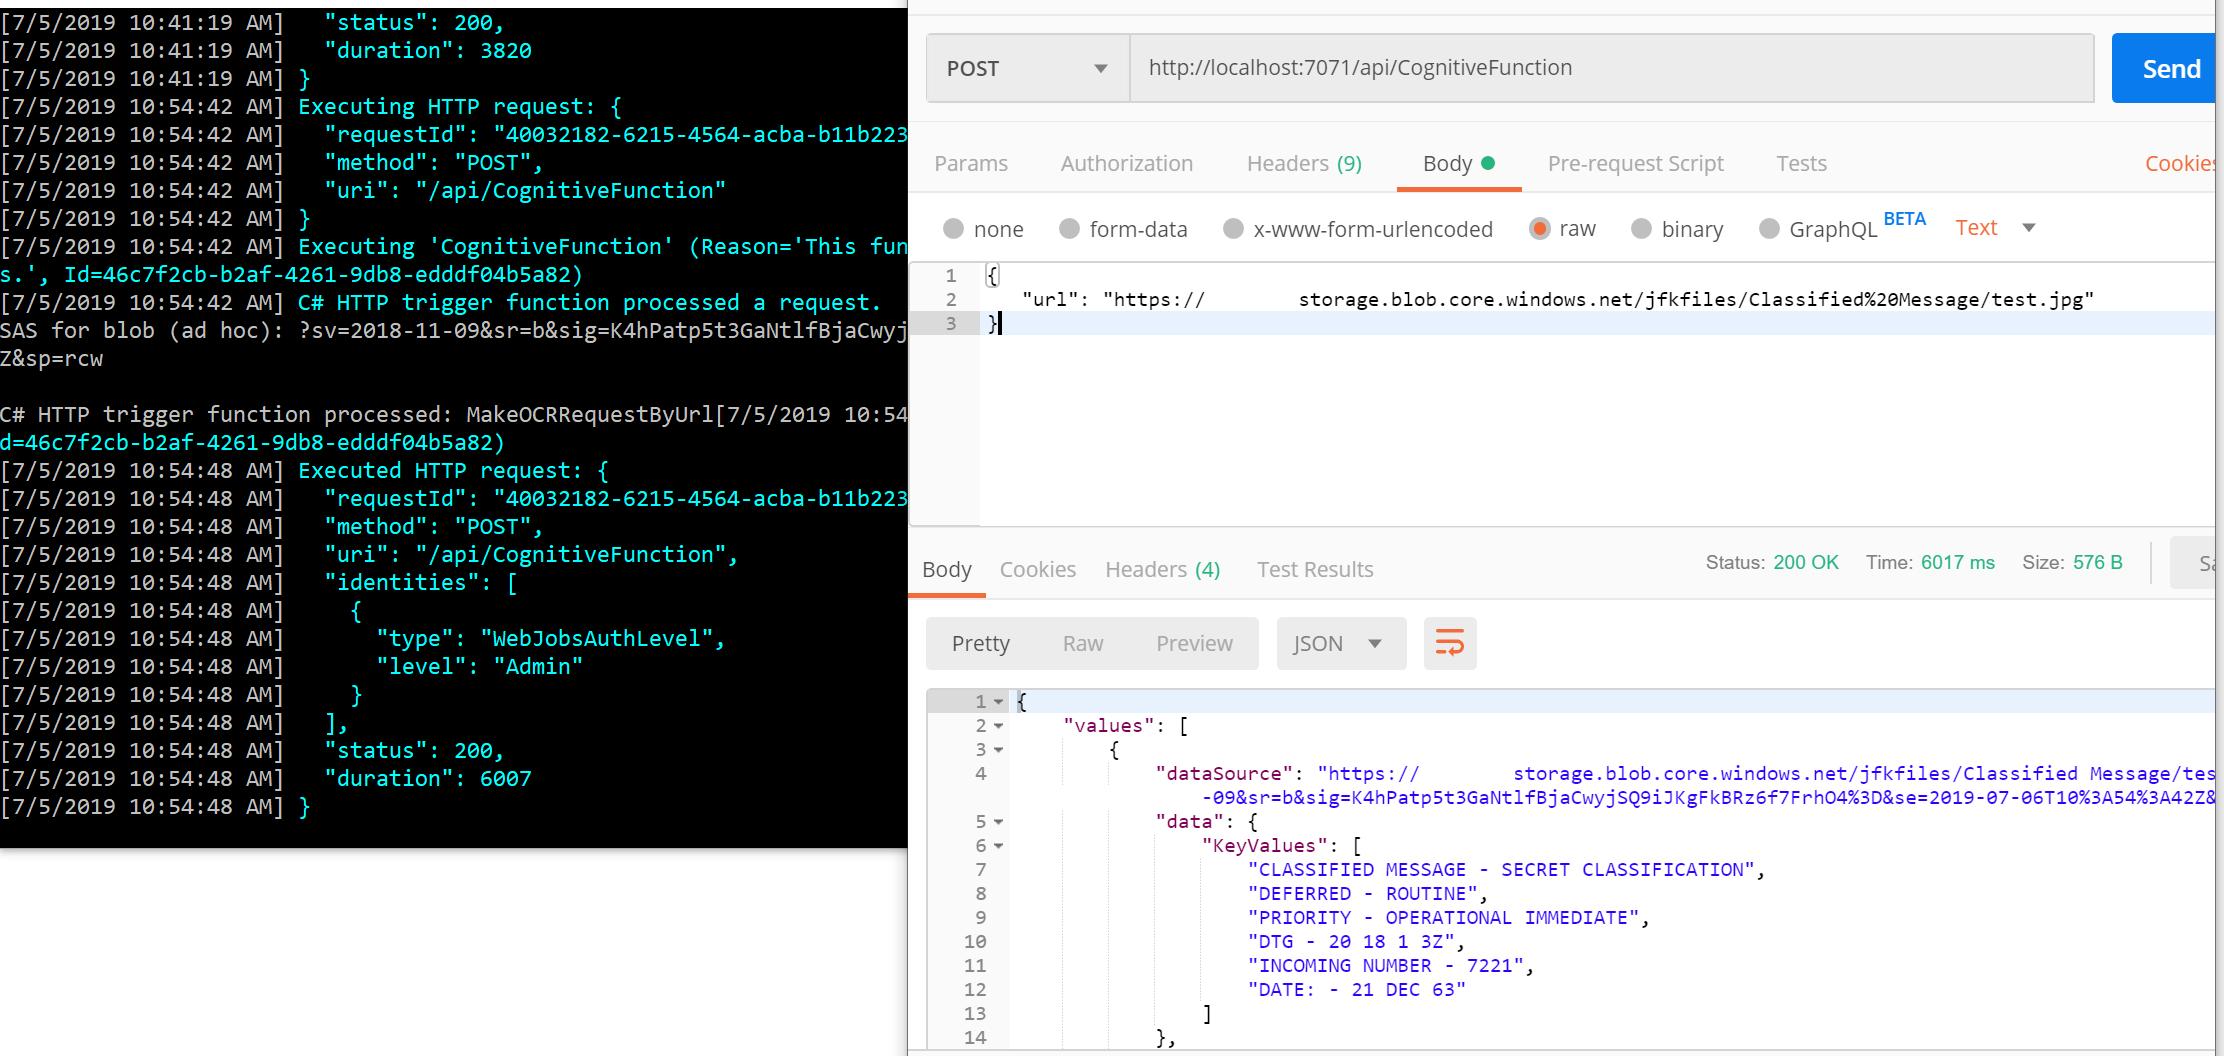 [7/5/2019 10:41:19 AM]   "status": 200,
[7/5/2019 10:41:19 AM]   "duration": 3820
[7/5/2019 10:41:19 AM] }
[7/5/2019 10:54:42 AM] Executing HTTP request: {
[7/5/2019 10:54:42 AM]   "requestId": "40032182-6215-4564-acba-b11b223
[7/5/2019 10:54:42 AM]   "method": "POST",
[7/5/2019 10:54:42 AM]   "uri": "/api/CognitiveFunction"
[7/5/2019 10:54:42 AM] }
[7/5/2019 10:54:42 AM] Executing 'CognitiveFunction' (Reason='This fun
s.', Id=46c7f2cb-b2af-4261-9db8-edddf04b5a82)
[7/5/2019 10:54:42 AM] C# HTTP trigger function processed a request.
SAS for blob (ad hoc): ?sv=2018-11-09&sr=b&sig=K4hPatp5t3GaNtlfBjaCwyj
Z&sp=rcw
C# HTTP trigger function processed: MakeOCRRequestByUrl[7/5/2019 10:54
d=46c7f2cb-b2af-4261-9db8-edddf04b5a82)
[7/5/2019 10:54:48 AM] Executed HTTP request: {
[7/5/2019 10:54:48 AM]   "requestId": "40032182-6215-4564-acba-b11b223
[7/5/2019 10:54:48 AM]   "method": "POST",
[7/5/2019 10:54:48 AM]   "uri": "/api/CognitiveFunction",
[7/5/2019 10:54:48 AM]   "identities": [
[7/5/2019 10:54:48 AM]     {
[7/5/2019 10:54:48 AM]       "type": "WebJobsAuthLevel",
[7/5/2019 10:54:48 AM]       "level": "Admin"
[7/5/2019 10:54:48 AM]     }
[7/5/2019 10:54:48 AM]   ],
[7/5/2019 10:54:48 AM]   "status": 200,
[7/5/2019 10:54:48 AM]   "duration": 6007
[7/5/2019 10:54:48 AM] }
POST http://localhost:7071/api/CognitiveFunction Send
Params Authorization Headers (9) Body Pre-request Script Tests Cookies
none form-data x-www-form-urlencoded raw binary GraphQL BETA Text
1 {
2 "url": "https://        storage.blob.core.windows.net/jfkfiles/Classified%20Message/test.jpg"
3 }
Body Cookies Headers (4) Test Results Status: 200 OK Time: 6017 ms Size: 576 B Sa
Pretty Raw Preview JSON
1 {
2 "values": [
3 {
4 "dataSource": "https://        storage.blob.core.windows.net/jfkfiles/Classified Message/tes
-09&sr=b&sig=K4hPatp5t3GaNtlfBjaCwyjSQ9iJKgFkBRz6f7FrhO4%3D&se=2019-07-06T10%3A54%3A42Z&
5 "data": {
6 "KeyValues": [
7 "CLASSIFIED MESSAGE - SECRET CLASSIFICATION",
8 "DEFERRED - ROUTINE",
9 "PRIORITY - OPERATIONAL IMMEDIATE",
10 "DTG - 20 18 1 3Z",
11 "INCOMING NUMBER - 7221",
12 "DATE: - 21 DEC 63"
13 ]
14 },